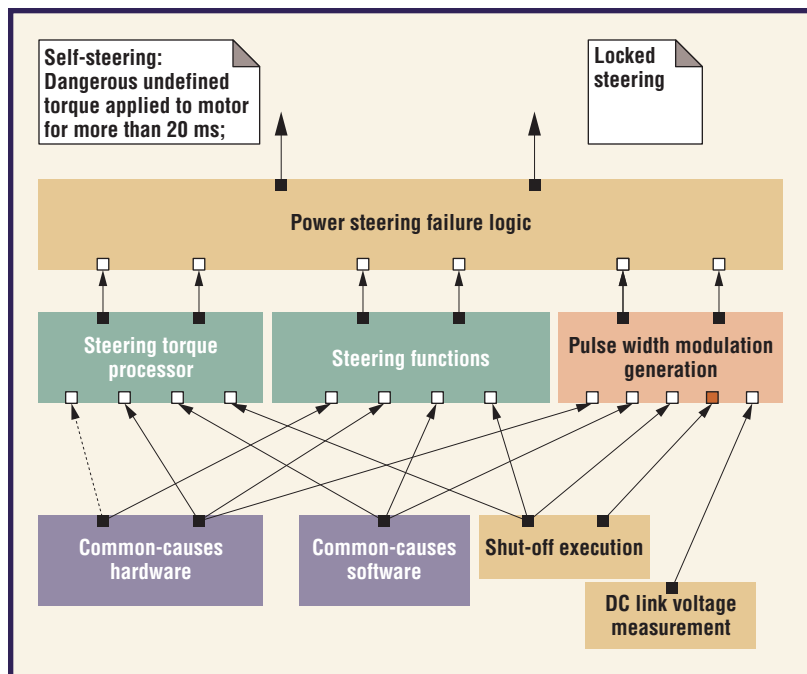 Self-steering:
Dangerous undefined
torque applied to motor
for more than 20 ms;
Locked
steering
Power steering failure logic
Steering torque
processor
Steering functions
Pulse width modulation
generation
Common-causes
hardware
Common-causes
software
Shut-off execution
DC link voltage
measurement